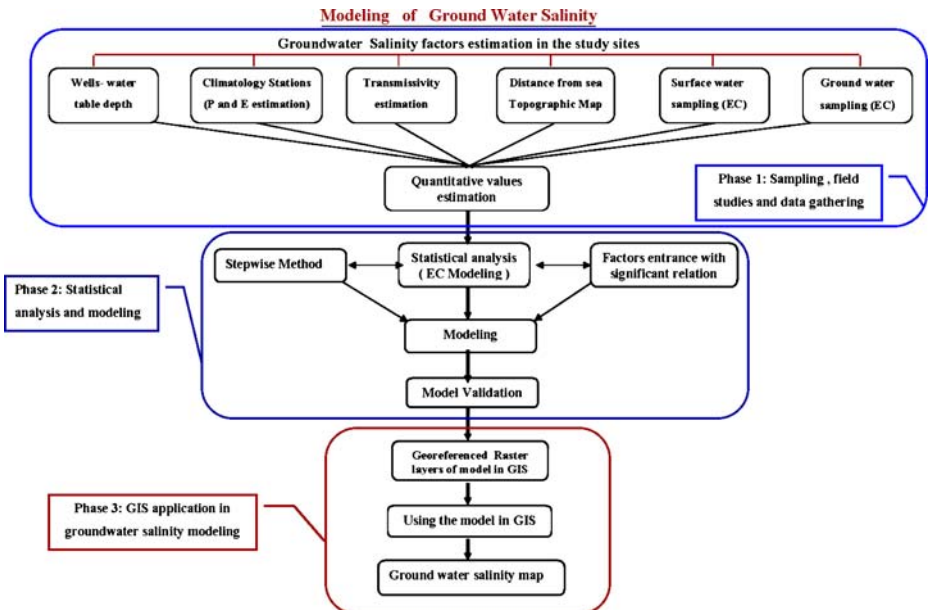 Modeling of Ground Water Salinity
Groundwater Salinity factors estimation in the study sites
Wells- water
table depth
Climatology Stations
(P and E estimation)
Transmissivity
estimation
Distance from sea
Topographic Map
Surface water
sampling (EC)
Ground water
sampling (EC)
Quantitative values
estimation
Phase 1: Sampling , field
studies and data gathering
Stepwise Method
Statistical analysis
( EC Modeling )
Factors entrance with
significant relation
Phase 2: Statistical
analysis and modeling
Modeling
Model Validation
Georeferenced Raster
layers of model in GIS
Phase 3: GIS application in
groundwater salinity modeling
Using the model in GIS
Ground water salinity map